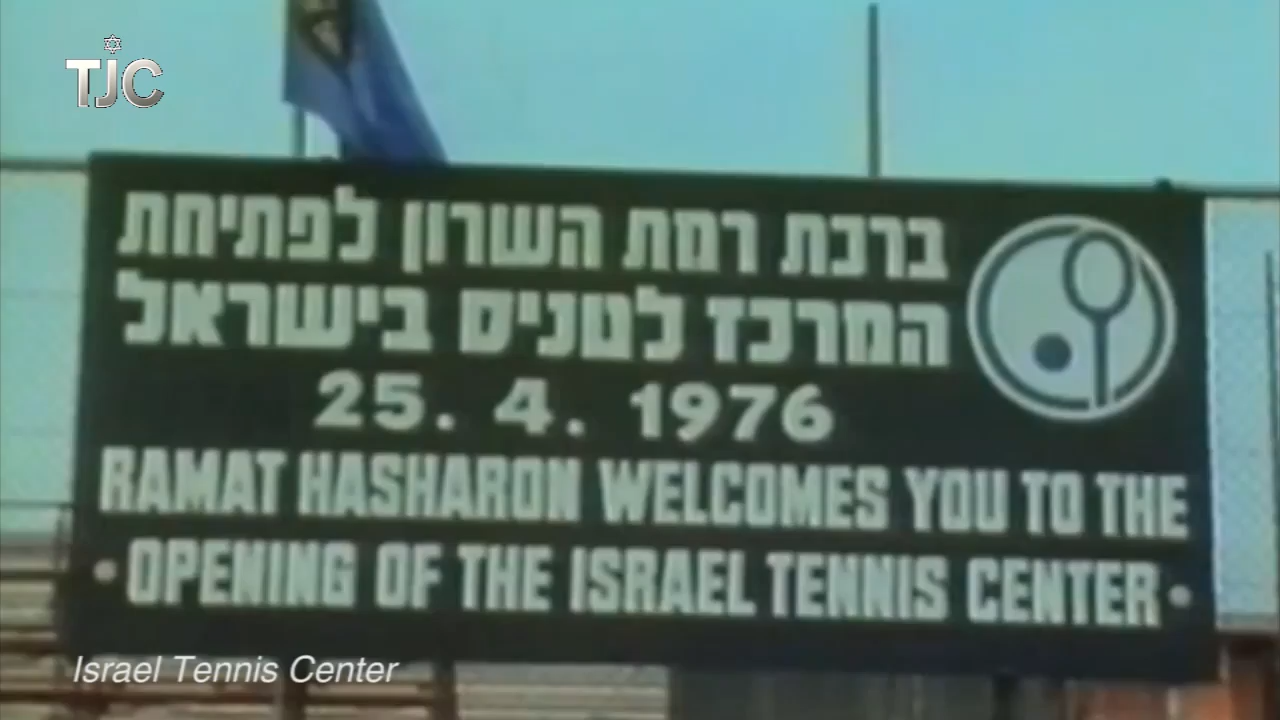 TJC
ברכת רמת השרון לפתיחת
המרכז לטניס בישראל
25. 4. 1976
RAMAT HASHARON WELCOMES YOU TO THE
• OPENING OF THE ISRAEL TENNIS CENTER •
Israel Tennis Center